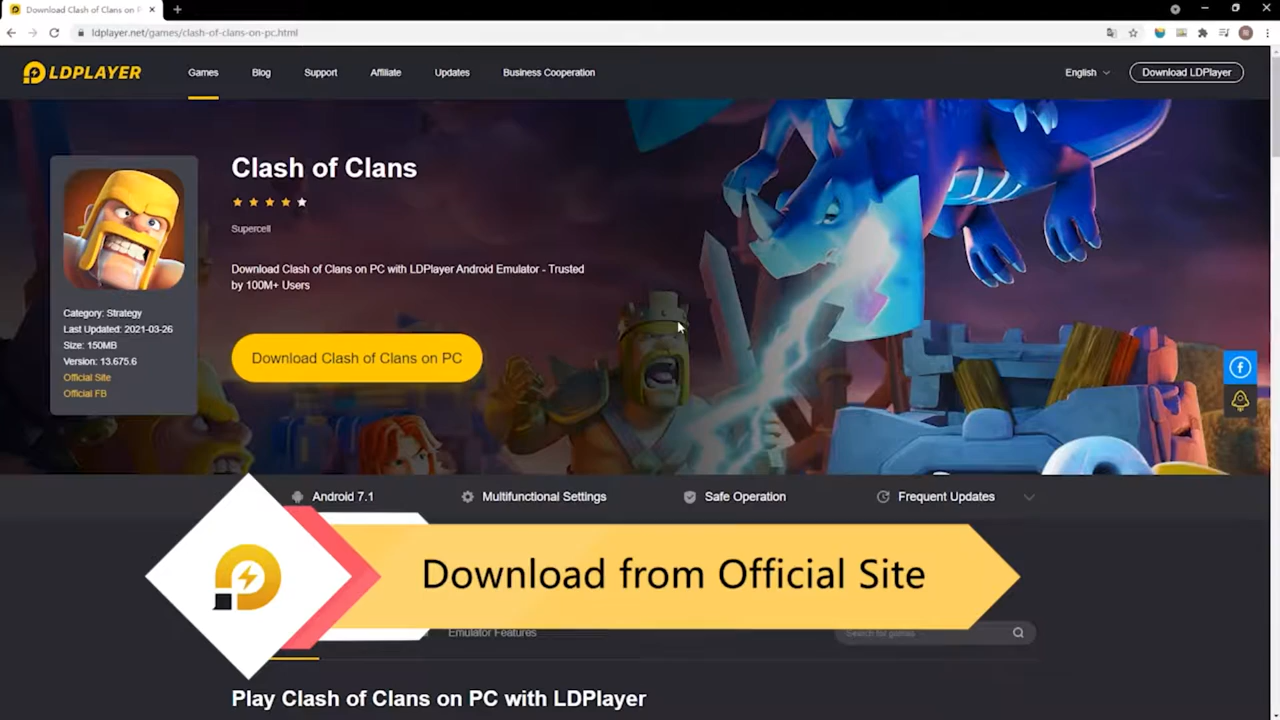 Download Clash of Clans on P
ldplayer.net/games/clash-of-clans-on-pc.html
LDPLAYER
Games
Blog
Support
Affiliate
Updates
Business Cooperation
English
Download LDPlayer
Clash of Clans
Supercell
Download Clash of Clans on PC with LDPlayer Android Emulator - Trusted
by 100M+ Users
Download Clash of Clans on PC
Category: Strategy
Last Updated: 2021-03-26
Size: 150MB
Version: 13.675.6
Official Site
Official FB
Android 7.1
Multifunctional Settings
Safe Operation
Frequent Updates
Download from Official Site
Emulator Features
Search for games
Play Clash of Clans on PC with LDPlayer